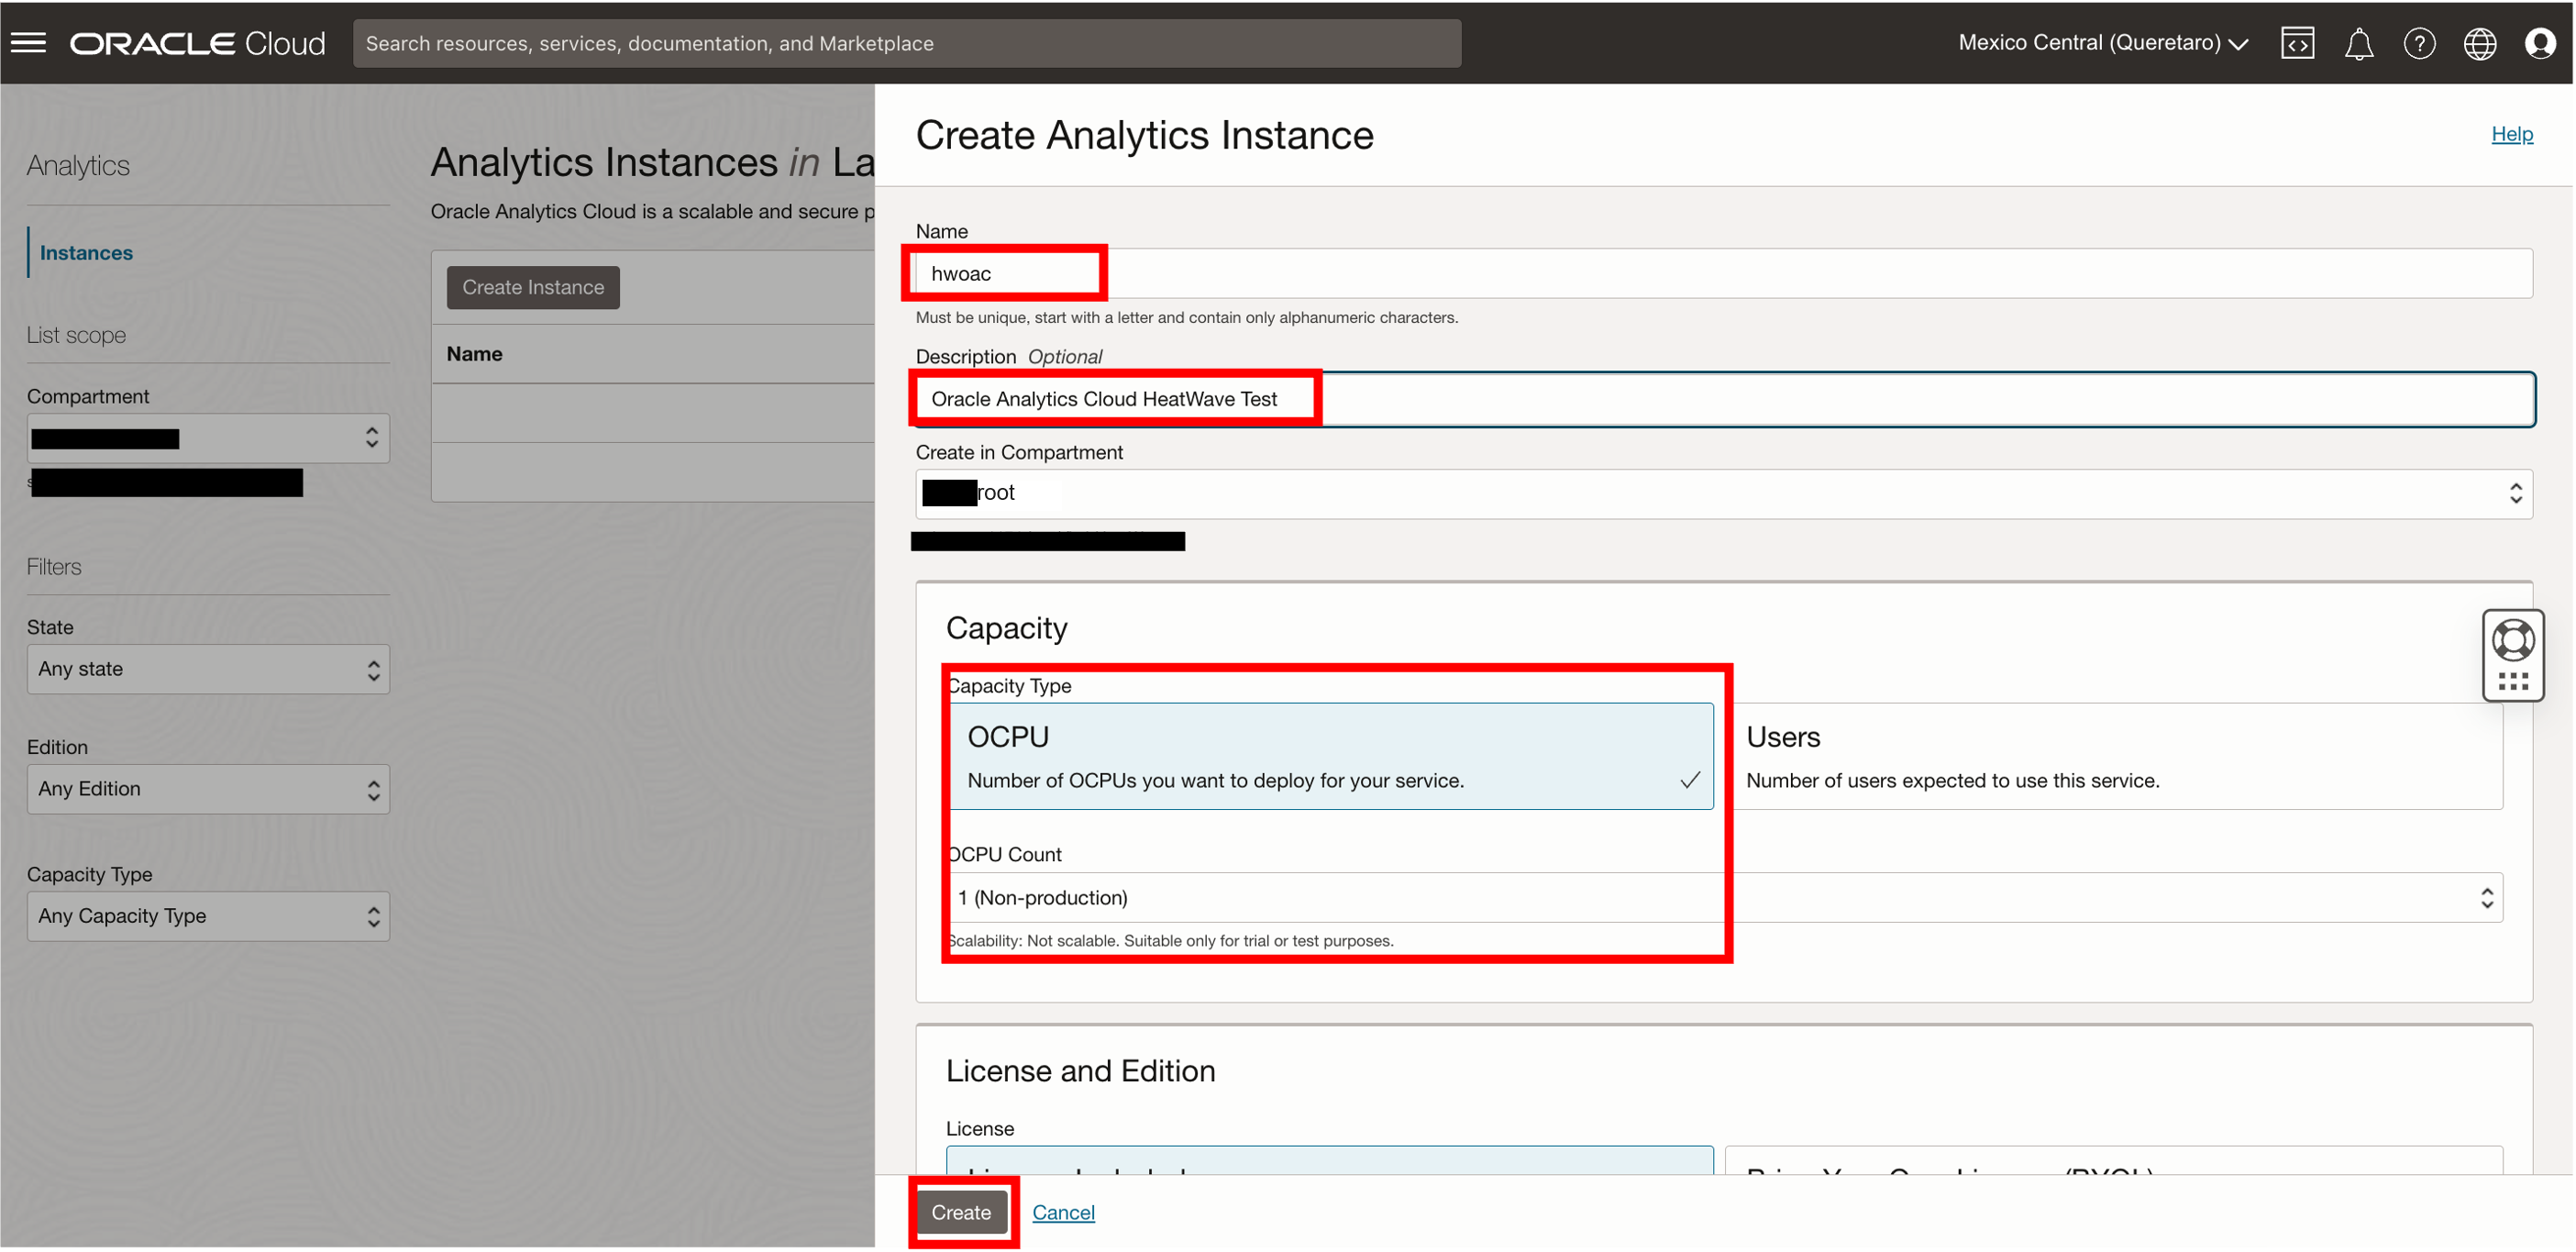 ORACLE Cloud
Search resources, services, documentation, and Marketplace
Mexico Central (Queretaro)
Analytics
Instances
List scope
Compartment
Filters
State
Any state
Edition
Any Edition
Capacity Type
Any Capacity Type
Analytics Instances in La
Oracle Analytics Cloud is a scalable and secure p
Create Instance
Name
Create Analytics Instance
Help
Name
hwoac
Must be unique, start with a letter and contain only alphanumeric characters.
Description Optional
Oracle Analytics Cloud HeatWave Test
Create in Compartment
root
Capacity
Capacity Type
OCPU
Number of OCPUs you want to deploy for your service.
Users
Number of users expected to use this service.
OCPU Count
1 (Non-production)
Scalability: Not scalable. Suitable only for trial or test purposes.
License and Edition
License
Create
Cancel